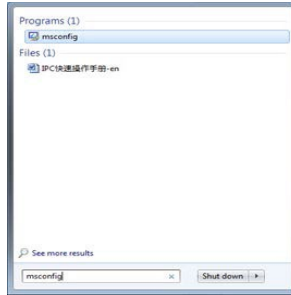 Programs (1)
msconfig
Files (1)
IPC快速操作手册-en
See more results
msconfig
Shut down